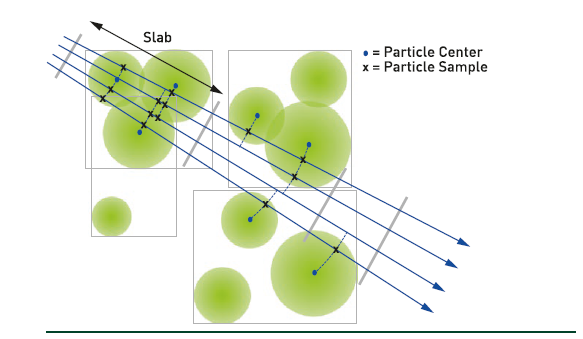 Slab
• = Particle Center
x = Particle Sample